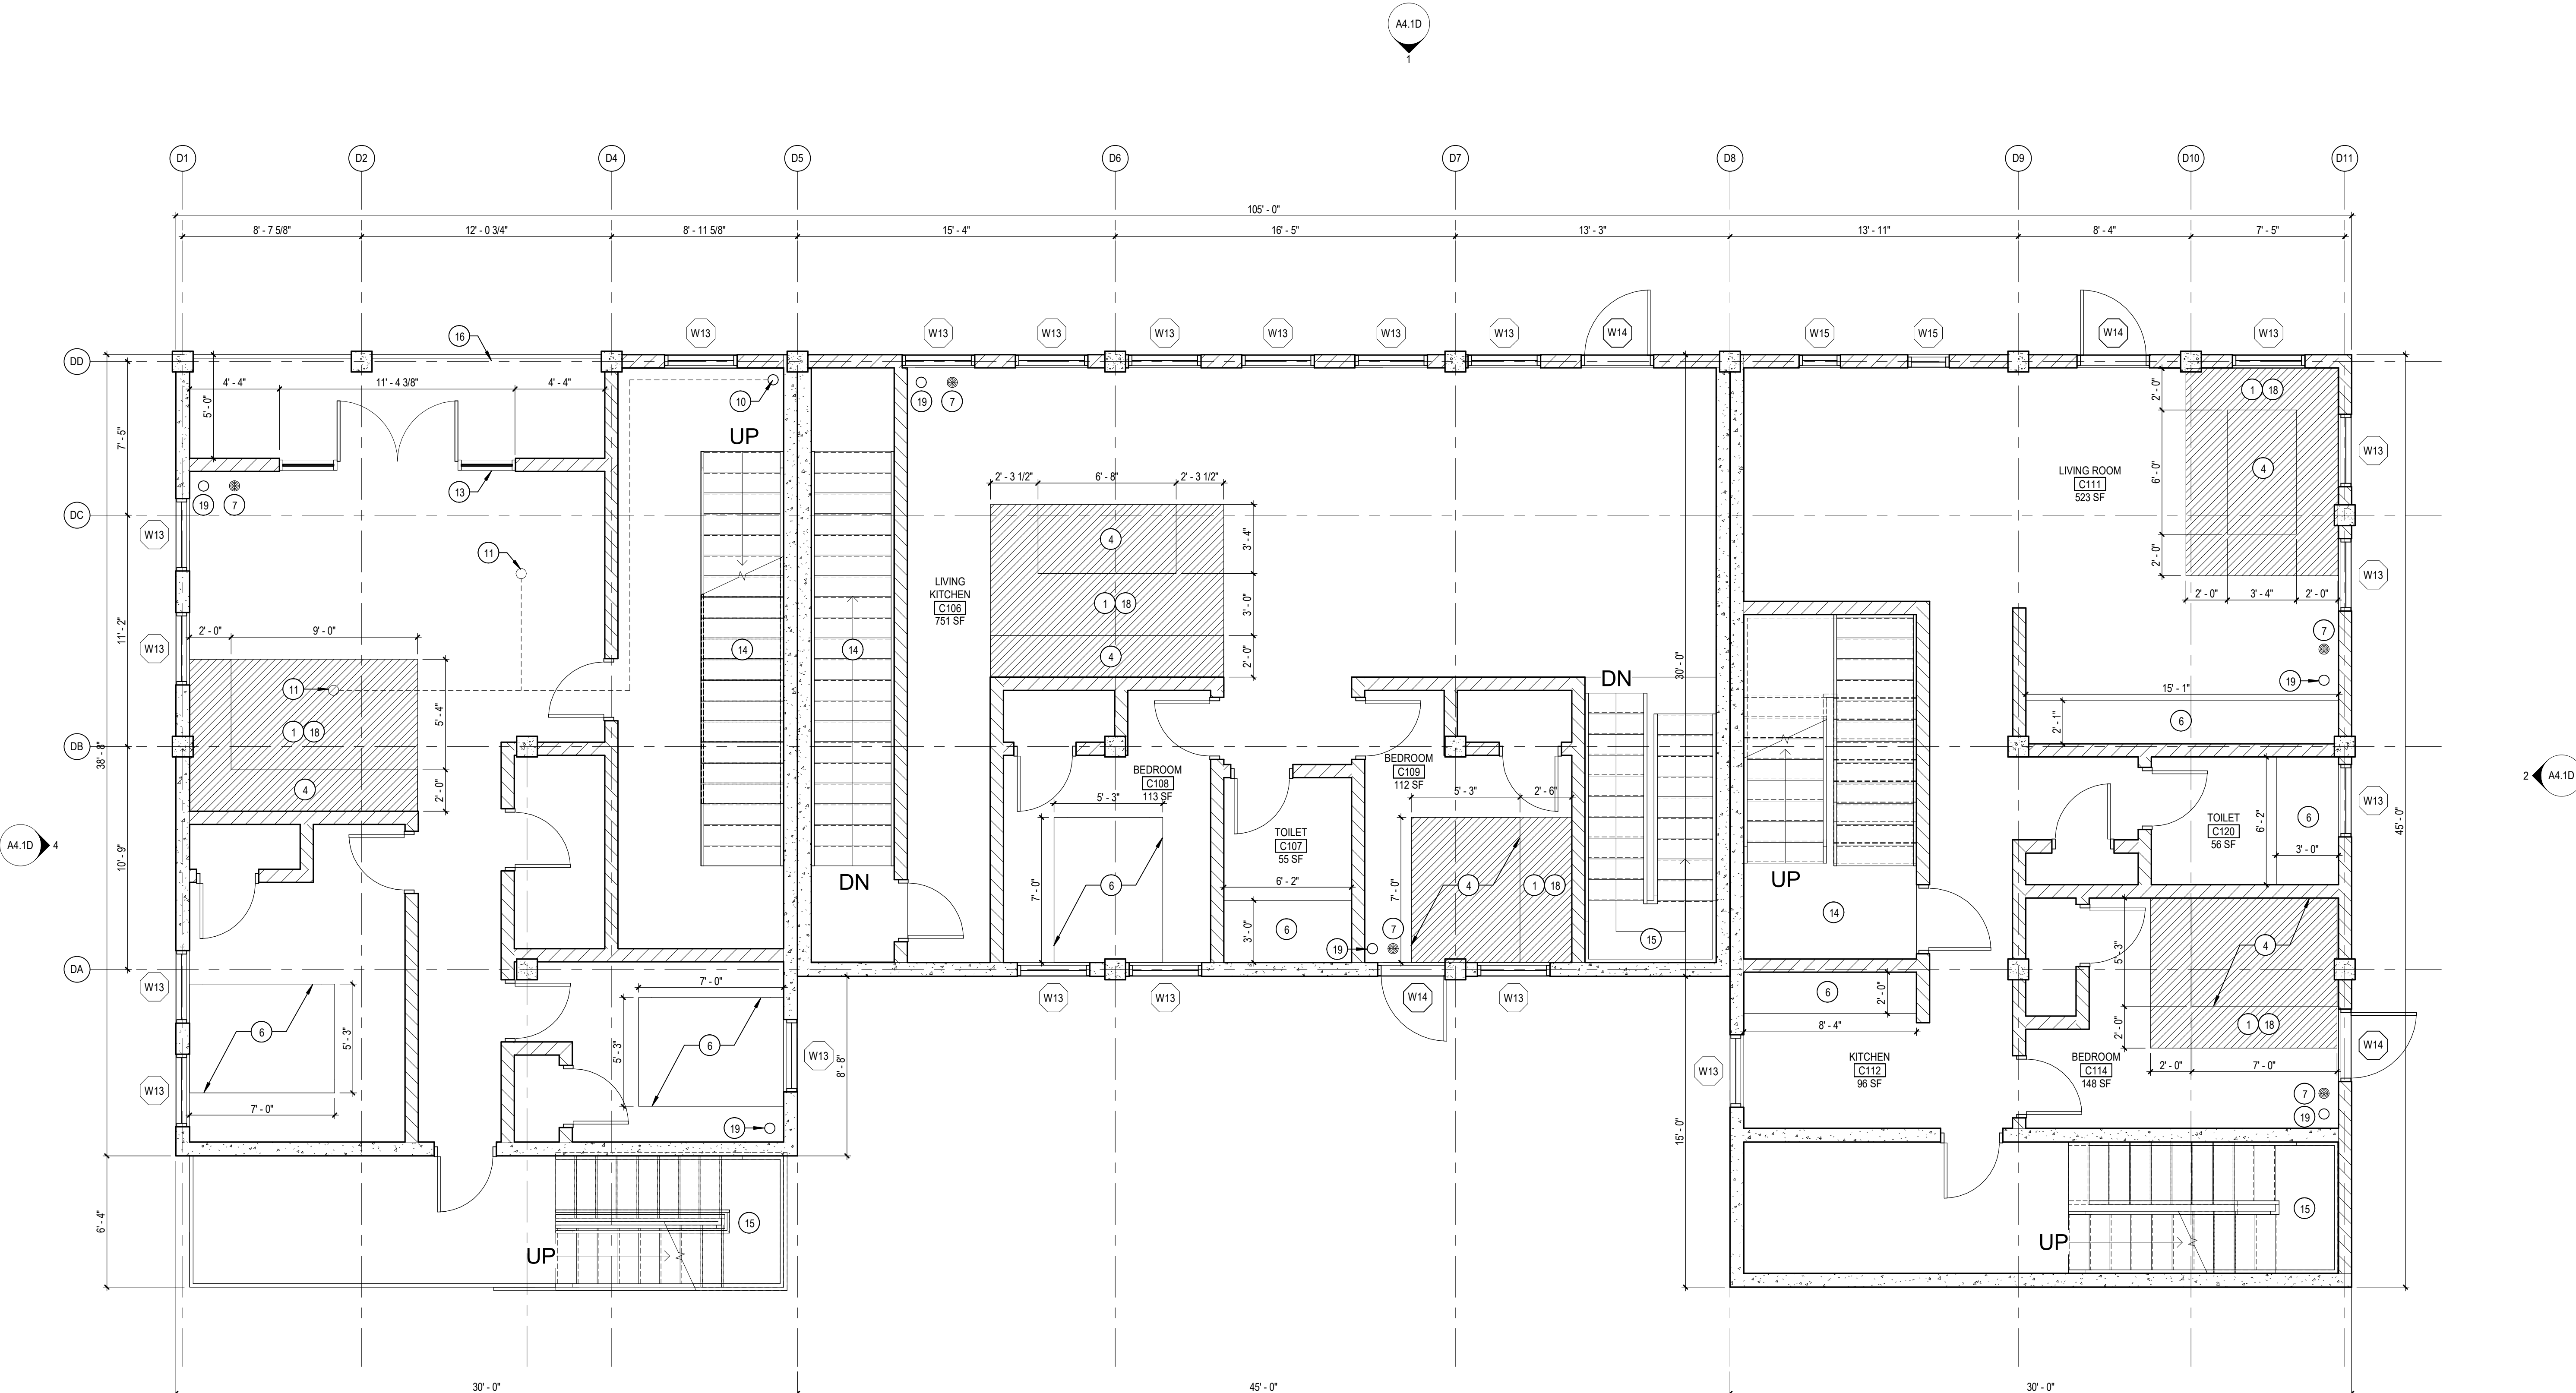 A4.1D
1
D1 D2 D4 D5 D6 D7 D8 D9 D10 D11
105' - 0"
8' - 7 5/8" 12' - 0 3/4" 8' - 11 5/8" 15' - 4" 16' - 5" 13' - 3" 13' - 11" 8' - 4" 7' - 5"
16 W13 W13 W13 W13 W13 W13 W13 W14 W15 W15 W14 W13
DD
4' - 4" 11' - 4 3/8" 4' - 4"
5' - 0"
7' - 5"
10
19 7
1 18
2' - 0"
UP
W13
13
19 7
2' - 3 1/2" 6' - 8" 2' - 3 1/2"
LIVING ROOM
C111
523 SF
4
6' - 0"
DC
W13
11
4
3' - 4"
2' - 0"
W13
2' - 0" 3' - 4" 2' - 0"
LIVING
KITCHEN
C106
751 SF
1 18
3' - 0"
11' - 2"
W13
2' - 0" 9' - 0"
14 14
4
2' - 0"
30' - 0"
7
DN
19
11
15' - 1"
5' - 4"
1 18
2' - 1"
6
DB
38' - 8"
4
2' - 0"
BEDROOM
C108
113 SF
BEDROOM
C109
112 SF
5' - 3"
5' - 3" 2' - 6"
W13
2 A4.1D
TOILET
C120
56 SF
6' - 2"
6
3' - 0"
45' - 0"
A4.1D 4
10' - 9"
TOILET
C107
55 SF
DN
7' - 0"
6
6' - 2"
7' - 0"
4
1 18
UP
14
3' - 0"
6
19
7
15
5' - 3"
4
DA
W13
7' - 0"
W13 W13 W14 W13
6
2' - 0"
8' - 4"
1 18
2' - 0"
W14
6
5' - 3"
5' - 3"
6
W13
8' - 8"
W13
KITCHEN
C112
96 SF
BEDROOM
C114
148 SF
2' - 0" 7' - 0"
W13
7' - 0"
19
7
19
15' - 0"
6' - 4"
15
UP
15
UP
30' - 0" 45' - 0" 30' - 0"